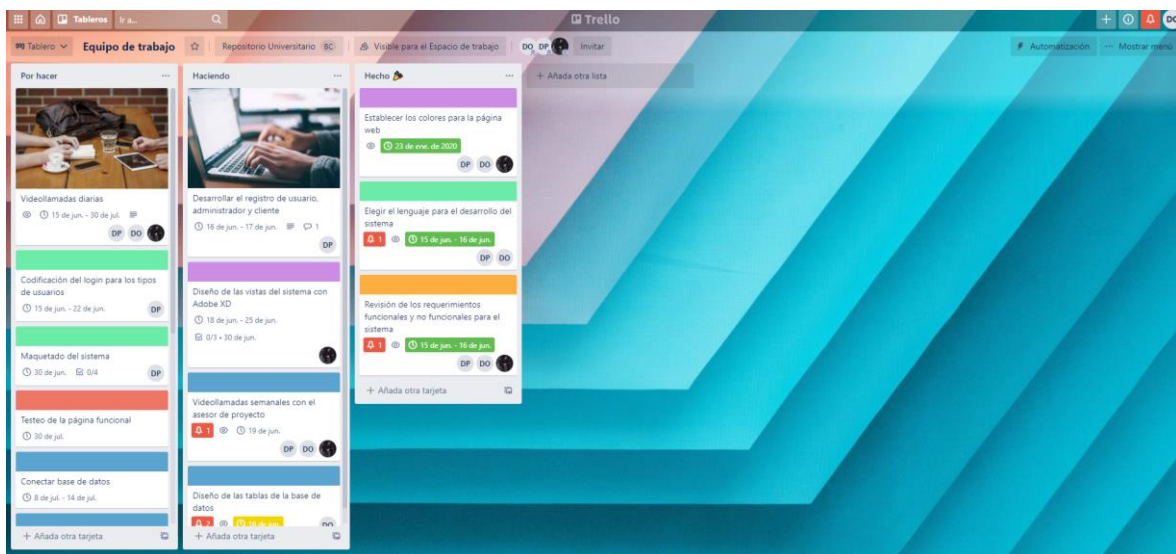 Tableros
Ir a...
Trello
DO
Tablero
Equipo de trabajo
Repositorio Universitario BC
Visible para el Espacio de trabajo
DO DP
Invitar
Automatización
··· Mostrar menú
Por hacer ···
Videollamadas diarias
15 de jun. - 30 de jul.
DP DO
Codificación del login para los tipos
de usuarios
15 de jun. - 22 de jun. DP
Maquetado del sistema
30 de jun. 0/4 DP
Testeo de la página funcional
30 de jul.
Conectar base de datos
8 de jul. - 14 de jul.
+ Añada otra tarjeta
Haciendo ···
Desarrollar el registro de usuario,
administrador y cliente
16 de jun. - 17 de jun. 1
DP
Diseño de las vistas del sistema con
Adobe XD
18 de jun. - 25 de jun.
0/3 • 30 de jun.
Videollamadas semanales con el
asesor de proyecto
1 19 de jun.
DP DO
Diseño de las tablas de la base de
datos
2 18 de jun. DO
+ Añada otra tarjeta
Hecho ···
Establecer los colores para la página
web
23 de ene. de 2020
DP DO
Elegir el lenguaje para el desarrollo del
sistema
1 15 de jun. - 16 de jun.
DP DO
Revisión de los requerimientos
funcionales y no funcionales para el
sistema
1 15 de jun. - 16 de jun.
DP DO
+ Añada otra tarjeta
+ Añada otra lista